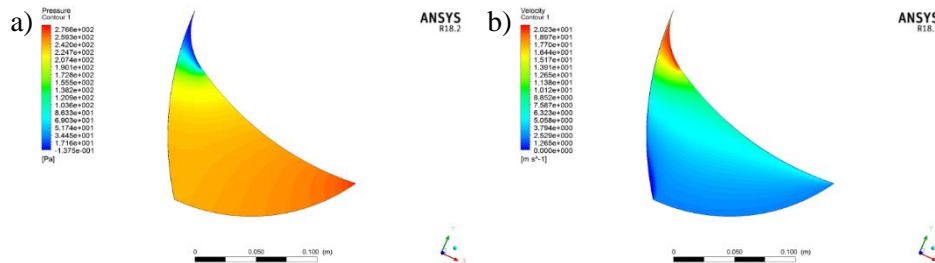 a)
Pressure
Contour 1
2.766e+002
2.593e+002
2.420e+002
2.247e+002
2.074e+002
1.901e+002
1.728e+002
1.555e+002
1.382e+002
1.209e+002
1.036e+002
8.633e+001
6.903e+001
5.174e+001
3.445e+001
1.716e+001
-1.375e-001
[Pa]
ANSYS
R18.2
0 0.050 0.100 (m)
Y
X
b)
Velocity
Contour 1
2.023e+001
1.897e+001
1.770e+001
1.644e+001
1.517e+001
1.391e+001
1.265e+001
1.138e+001
1.012e+001
8.852e+000
7.587e+000
6.323e+000
5.058e+000
3.794e+000
2.529e+000
1.265e+000
0.000e+000
[m s^-1]
ANSYS
R18.2
0 0.050 0.100 (m)